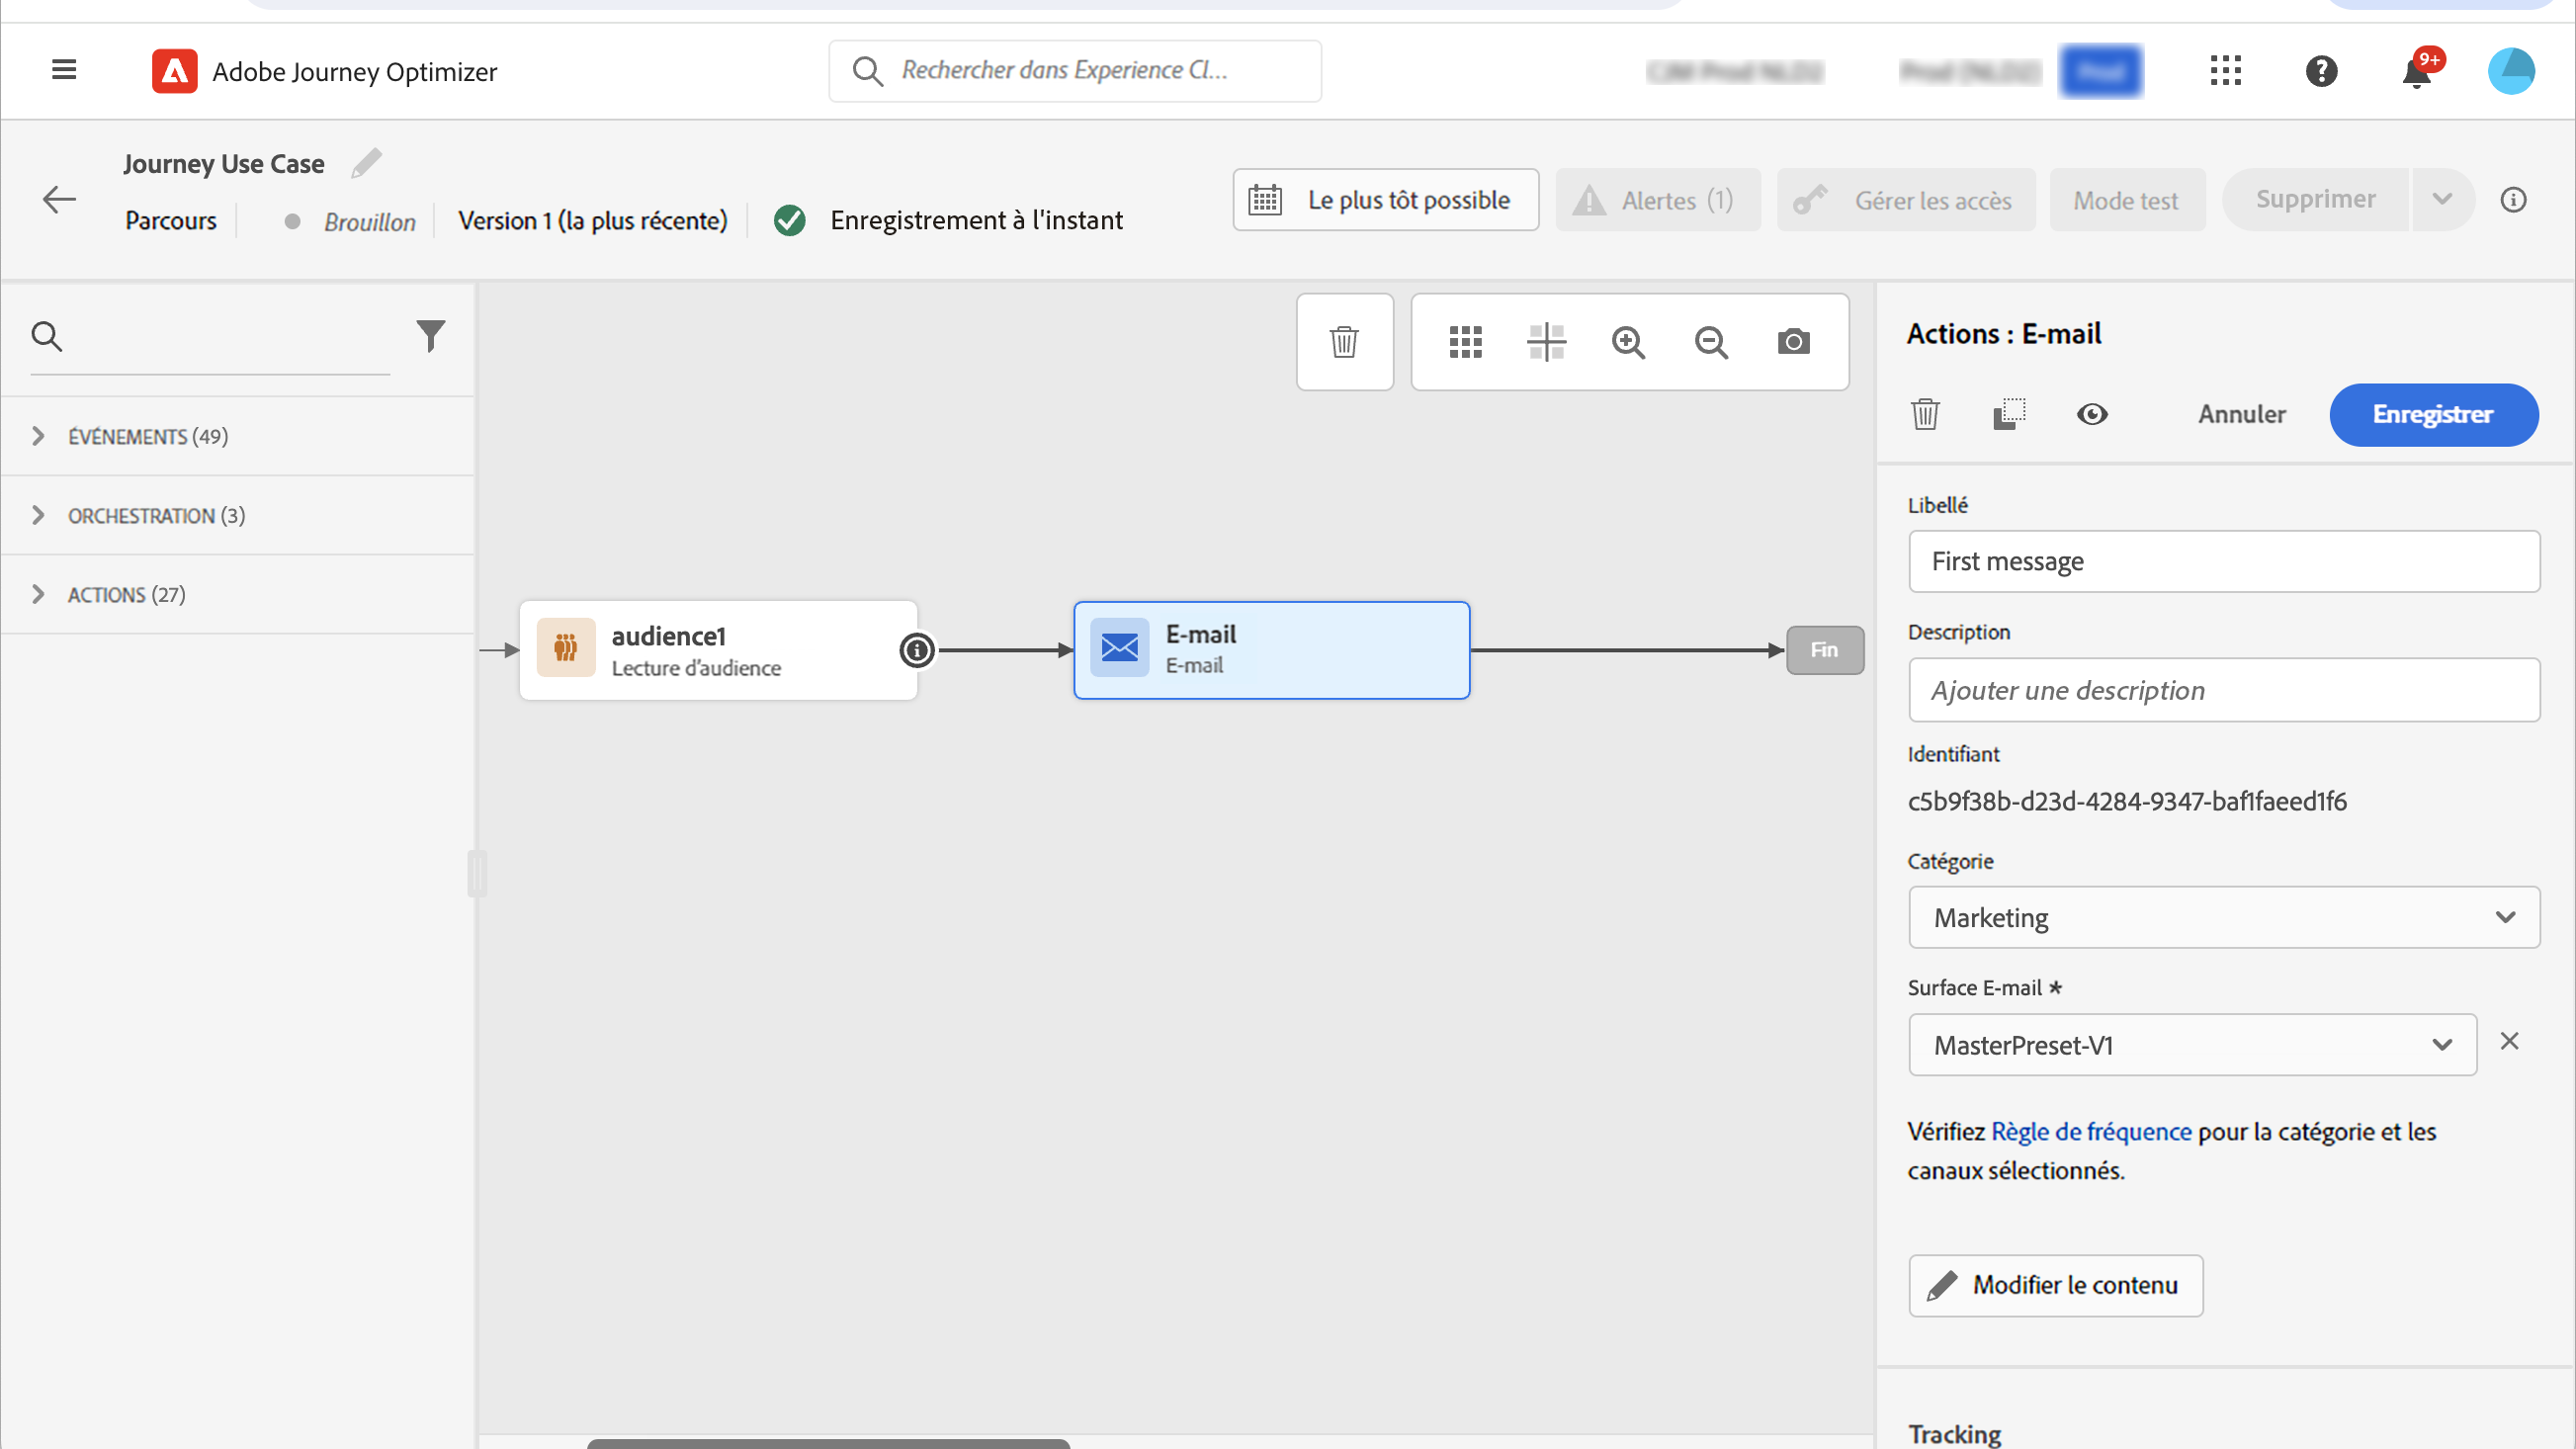 Adobe Journey Optimizer
Rechercher dans Experience Cl...
9+
Journey Use Case
Parcours
Brouillon
Version 1 (la plus récente)
Enregistrement à l'instant
Le plus tôt possible
Alertes (1)
Gérer les accès
Mode test
Supprimer
ÉVÉNEMENTS (49)
ORCHESTRATION (3)
ACTIONS (27)
audience1
Lecture d'audience
E-mail
E-mail
Fin
Actions : E-mail
Annuler
Enregistrer
Libellé
First message
Description
Ajouter une description
Identifiant
c5b9f38b-d23d-4284-9347-baf1faeed1f6
Catégorie
Marketing
Surface E-mail *
MasterPreset-V1
Vérifiez Règle de fréquence pour la catégorie et les
canaux sélectionnés.
Modifier le contenu
Tracking